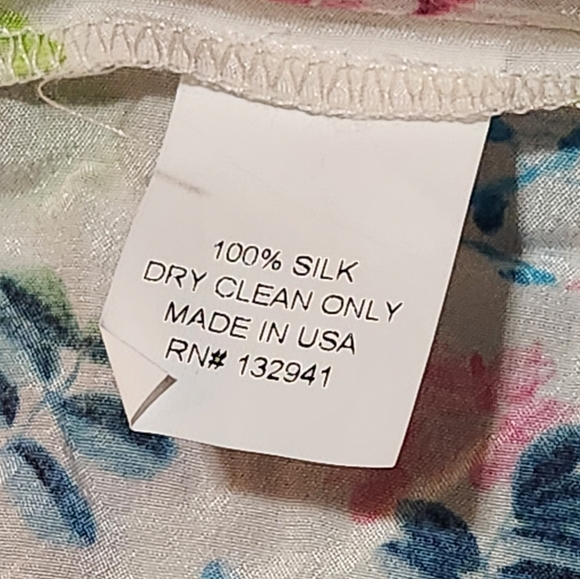 100% SILK
DRY CLEAN ONLY
MADE IN USA
RN# 132941